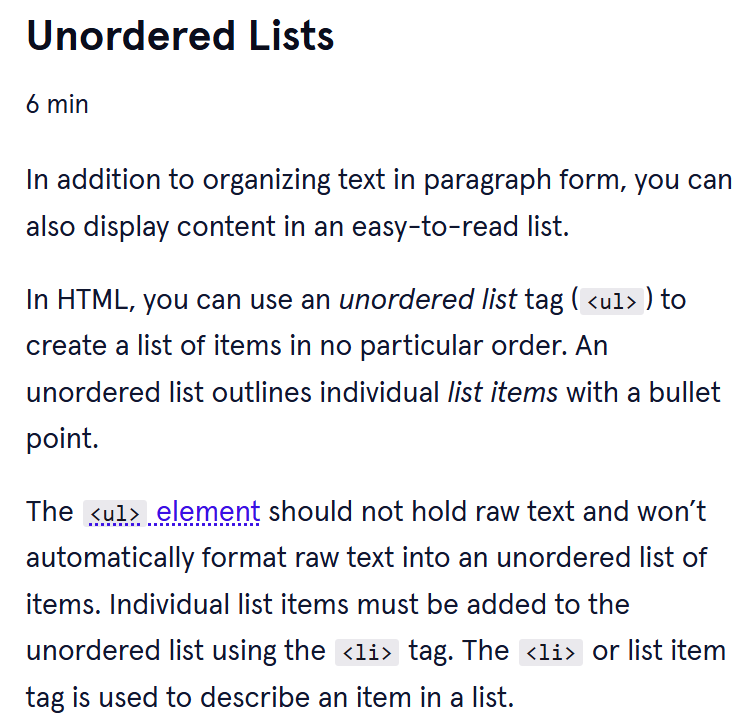 Unordered Lists
6 min
In addition to organizing text in paragraph form, you can
also display content in an easy-to-read list.
In HTML, you can use an unordered list tag (<ul>) to
create a list of items in no particular order. An
unordered list outlines individual list items with a bullet
point.
The <ul> element should not hold raw text and won’t
automatically format raw text into an unordered list of
items. Individual list items must be added to the
unordered list using the <li> tag. The <li> or list item
tag is used to describe an item in a list.